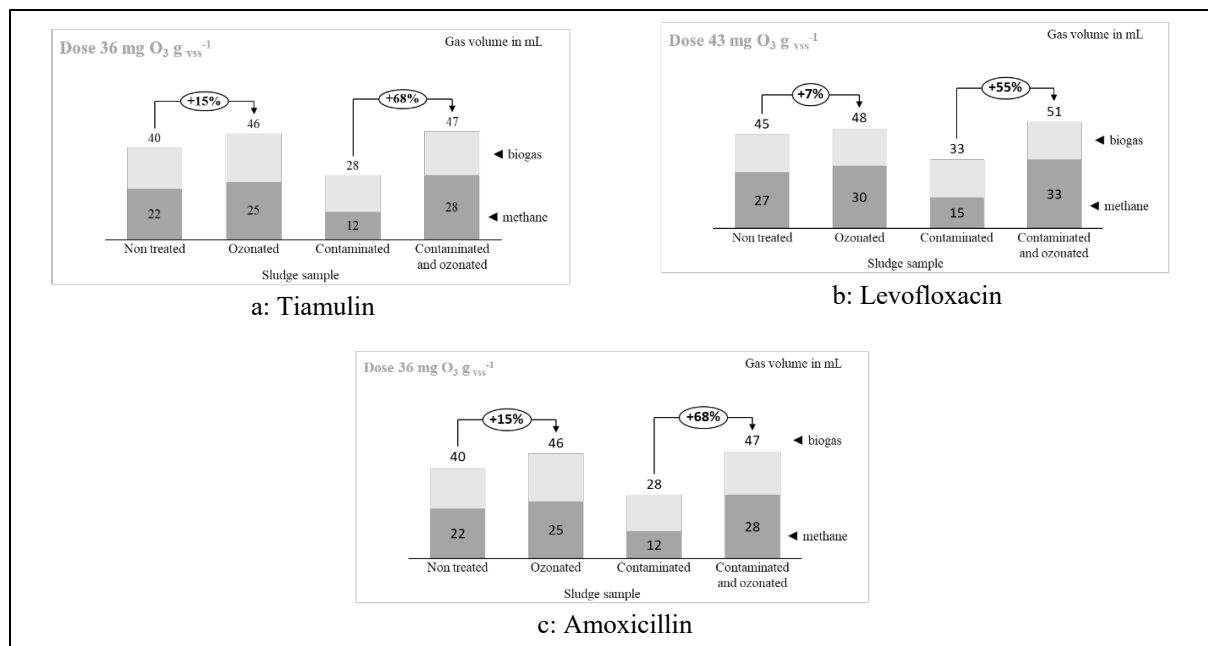 Dose 36 mg O₃ g vss⁻¹
Gas volume in mL
+15%
+68%
40
46
28
47
biogas
22
25
12
28
methane
Non treated
Ozonated
Contaminated
Contaminated
and ozonated
Sludge sample
a: Tiamulin
Dose 43 mg O₃ g vss⁻¹
Gas volume in mL
+7%
+55%
45
48
33
51
biogas
27
30
15
33
methane
Non treated
Ozonated
Contaminated
Contaminated
and ozonated
Sludge sample
b: Levofloxacin
Dose 36 mg O₃ g vss⁻¹
Gas volume in mL
+15%
+68%
40
46
28
47
biogas
22
25
12
28
methane
Non treated
Ozonated
Contaminated
Contaminated
and ozonated
Sludge sample
c: Amoxicillin